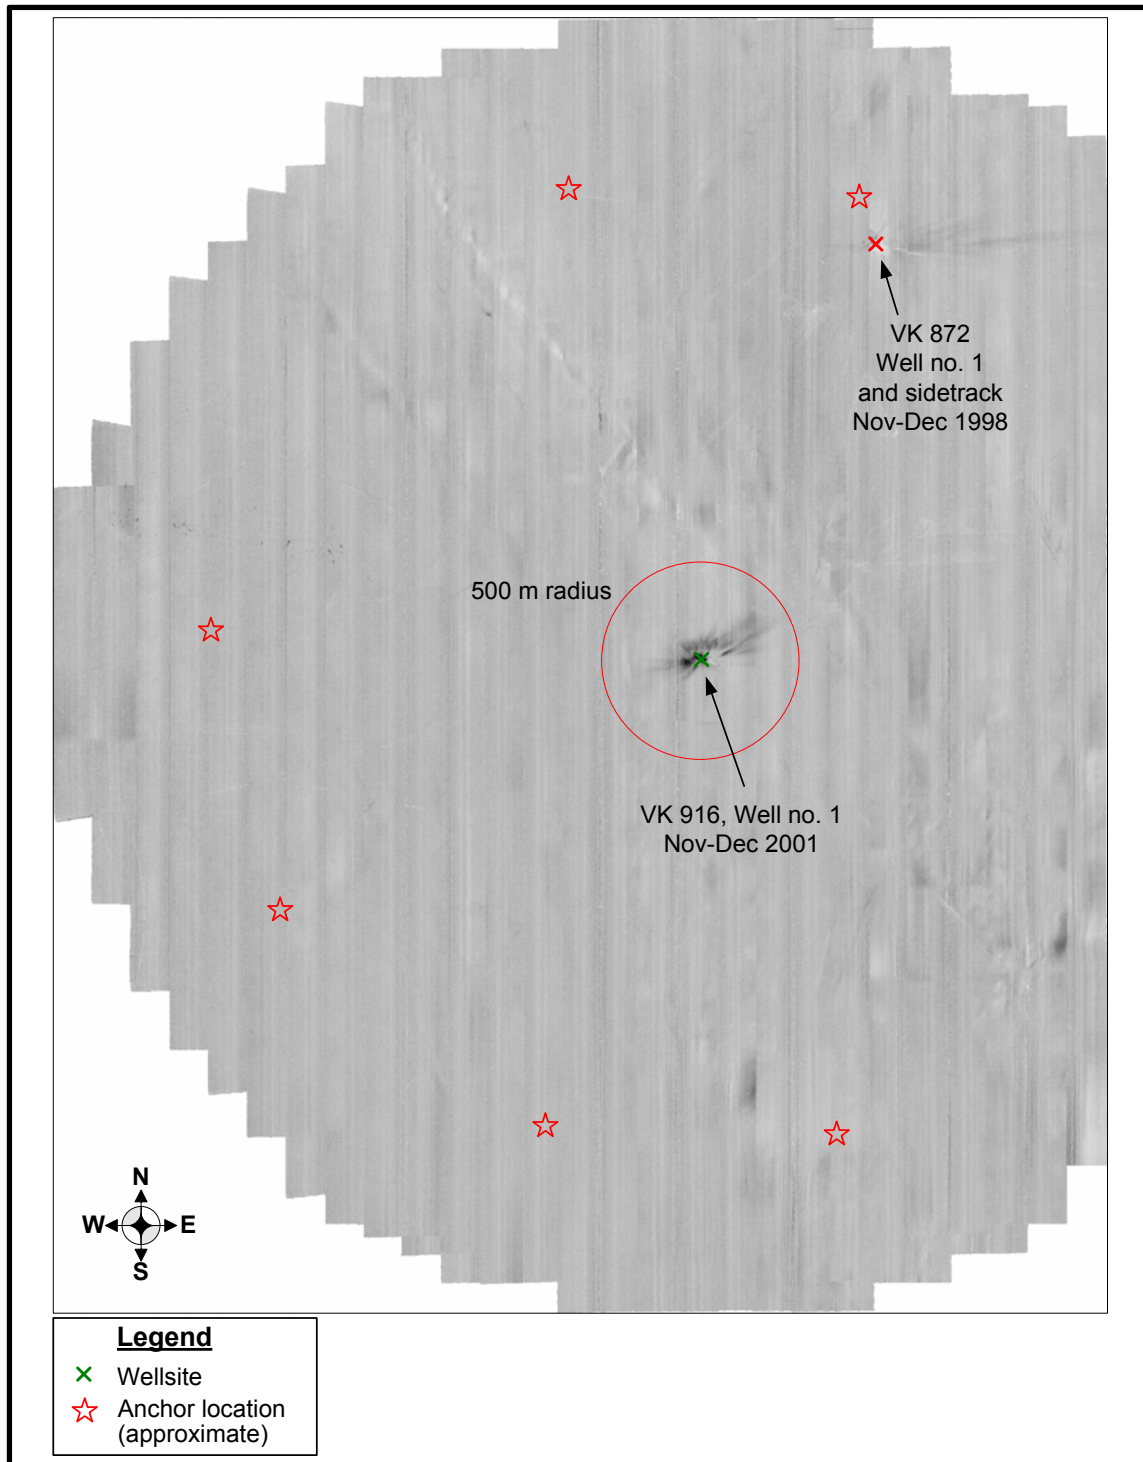 VK 872
Well no. 1
and sidetrack
Nov-Dec 1998
500 m radius
VK 916, Well no. 1
Nov-Dec 2001
N
W E
S
Legend
Wellsite
Anchor location
(approximate)